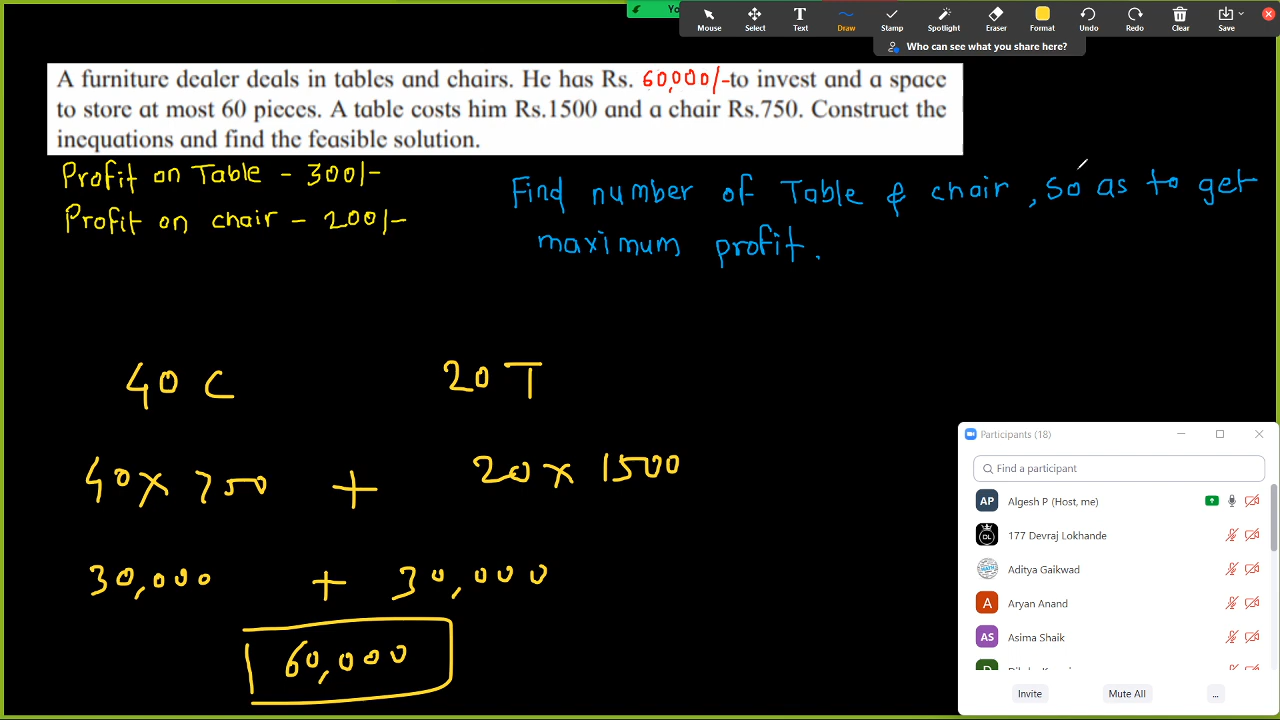 Yo
Mouse
Select
Text
Draw
Stamp
Spotlight
Eraser
Format
Undo
Redo
Clear
Save
Who can see what you share here?
A furniture dealer deals in tables and chairs. He has Rs. 60,000/- to invest and a space
to store at most 60 pieces. A table costs him Rs.1500 and a chair Rs.750. Construct the
inequations and find the feasible solution.
Profit on Table - 300/-
Profit on chair - 200/-
Find number of Table & chair, so as to get
maximum profit.
40 C 20 T
40 x 750 + 20 x 1500
30,000 + 30,000
60,000
Participants (18)
Find a participant
AP Algesh P (Host, me)
DL 177 Devraj Lokhande
Aditya Gaikwad
A Aryan Anand
AS Asima Shaik
Invite
Mute All
...